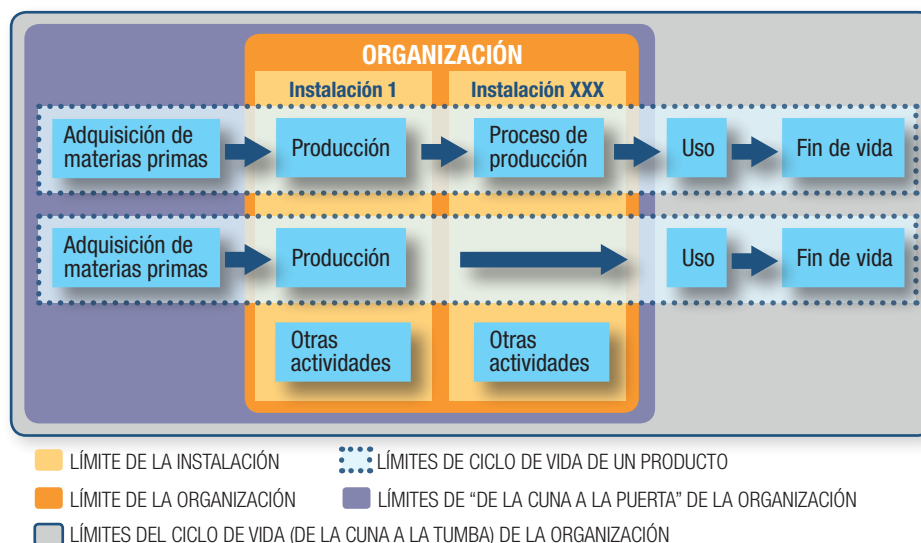 ORGANIZACIÓN
Instalación 1
Instalación XXX
Adquisición de
materias primas
Producción
Proceso de
producción
Uso
Fin de vida
Adquisición de
materias primas
Producción
Uso
Fin de vida
Otras
actividades
Otras
actividades
LÍMITE DE LA INSTALACIÓN
LÍMITES DE CICLO DE VIDA DE UN PRODUCTO
LÍMITE DE LA ORGANIZACIÓN
LÍMITES DE “DE LA CUNA A LA PUERTA” DE LA ORGANIZACIÓN
LÍMITES DEL CICLO DE VIDA (DE LA CUNA A LA TUMBA) DE LA ORGANIZACIÓN